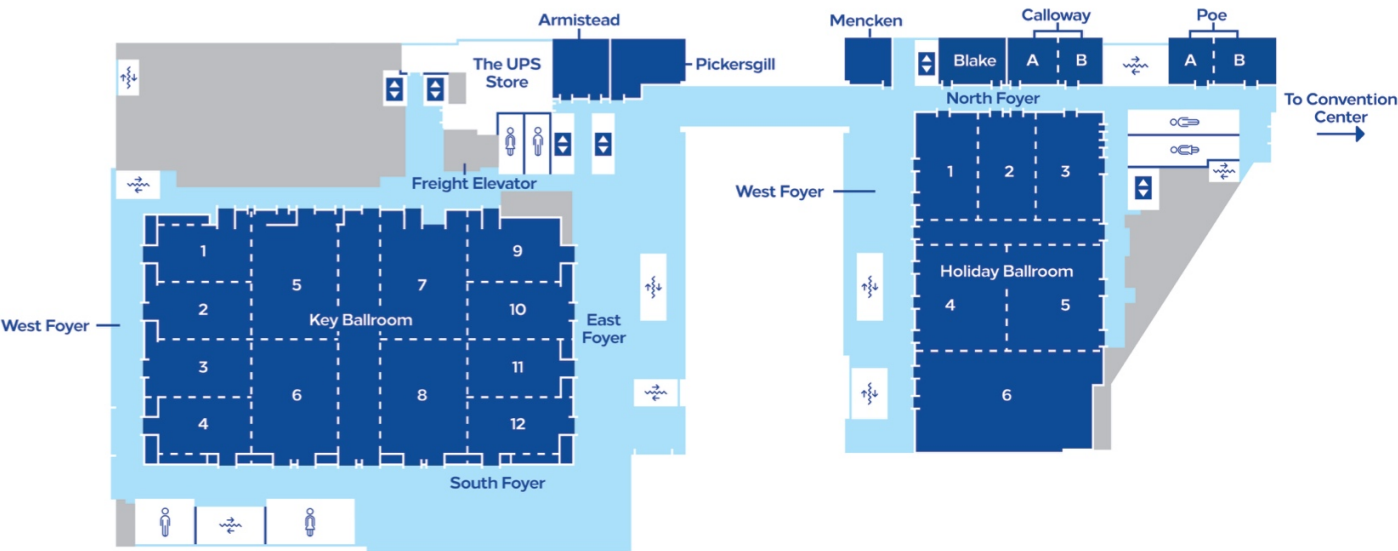 Armistead
Mencken
Calloway
Poe
The UPS
Store
Pickersgill
Blake
A
B
A
B
North Foyer
To Convention
Center
Freight Elevator
West Foyer
1
2
3
1
5
7
9
Holiday Ballroom
2
10
4
5
West Foyer
Key Ballroom
East
Foyer
3
11
6
8
6
4
12
South Foyer